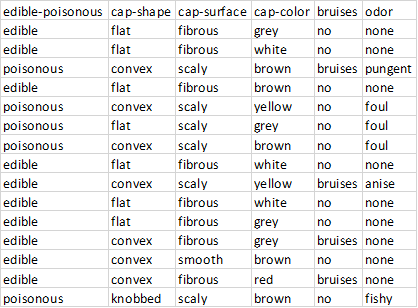 edible-poisonous cap-shape cap-surface cap-color bruises odor
edible flat fibrous grey no none
edible flat fibrous white no none
poisonous convex scaly brown bruises pungent
edible flat fibrous brown no none
poisonous convex scaly yellow no foul
poisonous flat scaly grey no foul
poisonous convex scaly brown no foul
edible flat fibrous white no none
edible convex scaly yellow bruises anise
edible flat fibrous white no none
edible flat fibrous grey no none
edible convex fibrous grey bruises none
edible convex smooth brown no none
edible convex fibrous red bruises none
poisonous knobbed scaly brown no fishy